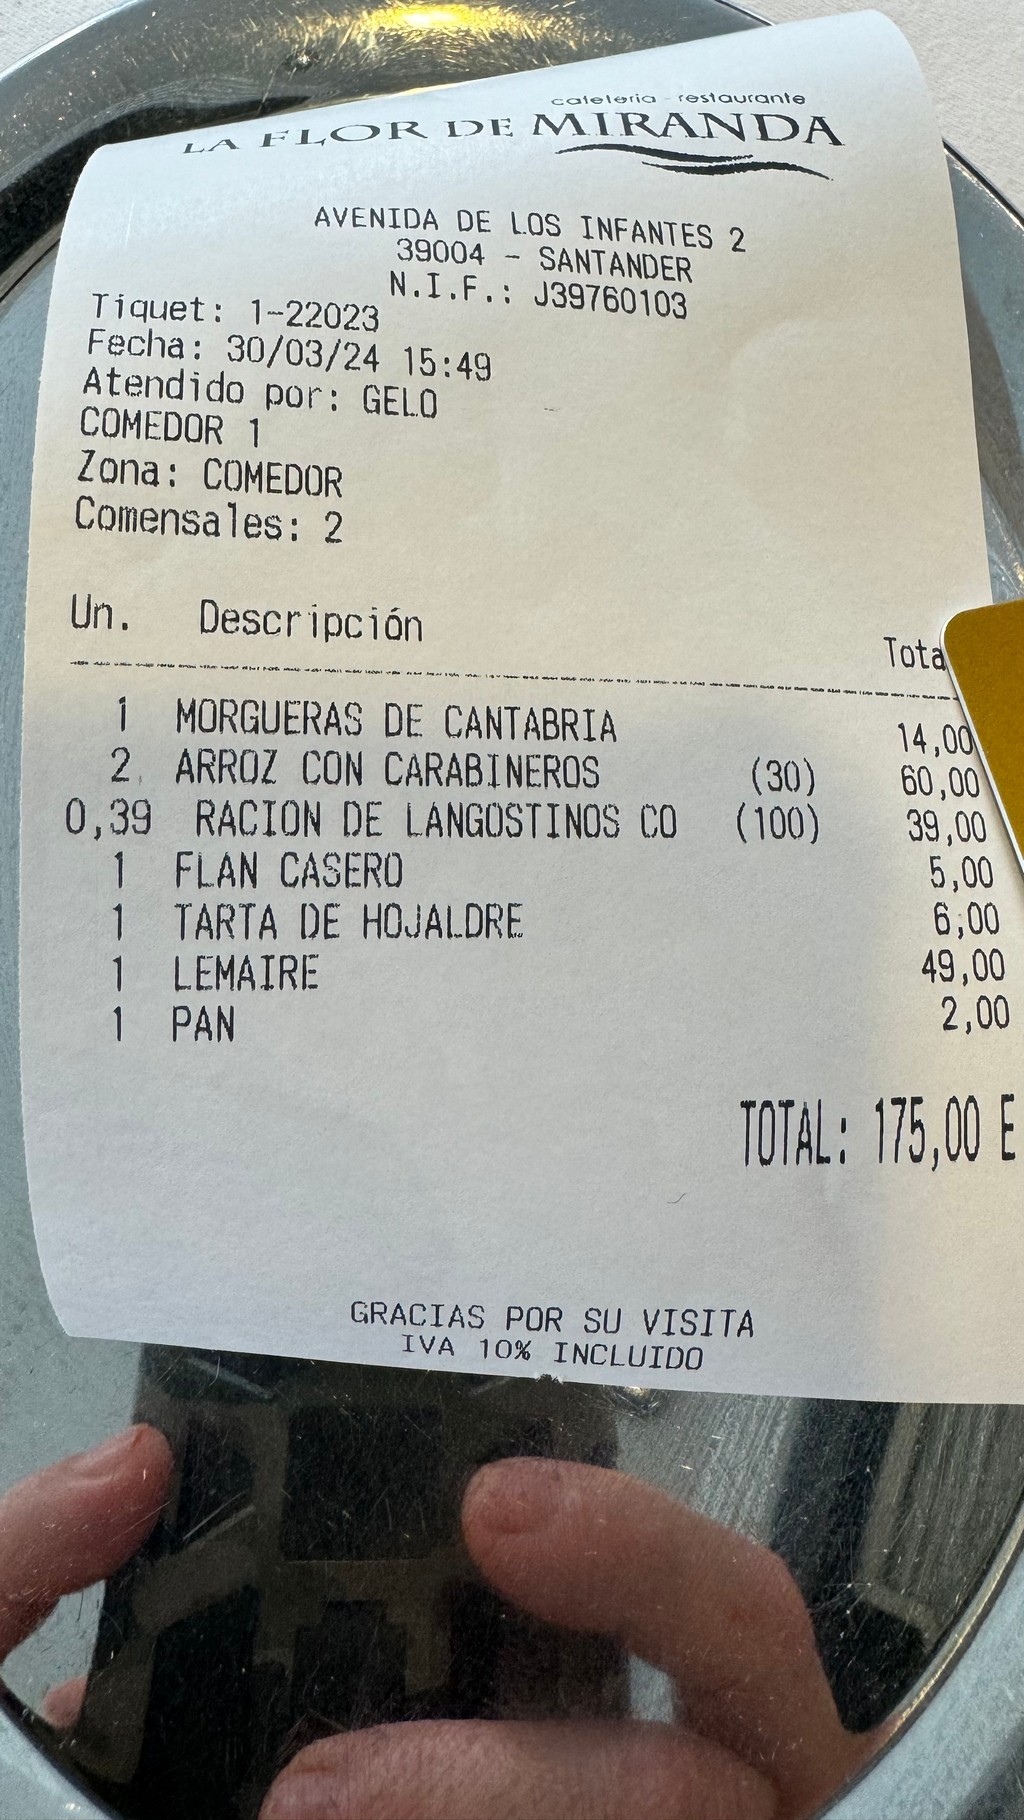 cafetería - restaurante
LA FLOR DE MIRANDA
AVENIDA DE LOS INFANTES 2
39004 - SANTANDER
N.I.F.: J39760103
Tiquet: 1-22023
Fecha: 30/03/24 15:49
Atendido por: GELO
COMEDOR 1
Zona: COMEDOR
Comensales: 2
Un. Descripción Tota
1 MORGUERAS DE CANTABRIA 14,00
2 ARROZ CON CARABINEROS (30) 60,00
0,39 RACION DE LANGOSTINOS CO (100) 39,00
1 FLAN CASERO 5,00
1 TARTA DE HOJALDRE 6,00
1 LEMAIRE 49,00
1 PAN 2,00
TOTAL: 175,00 E
GRACIAS POR SU VISITA
IVA 10% INCLUIDO